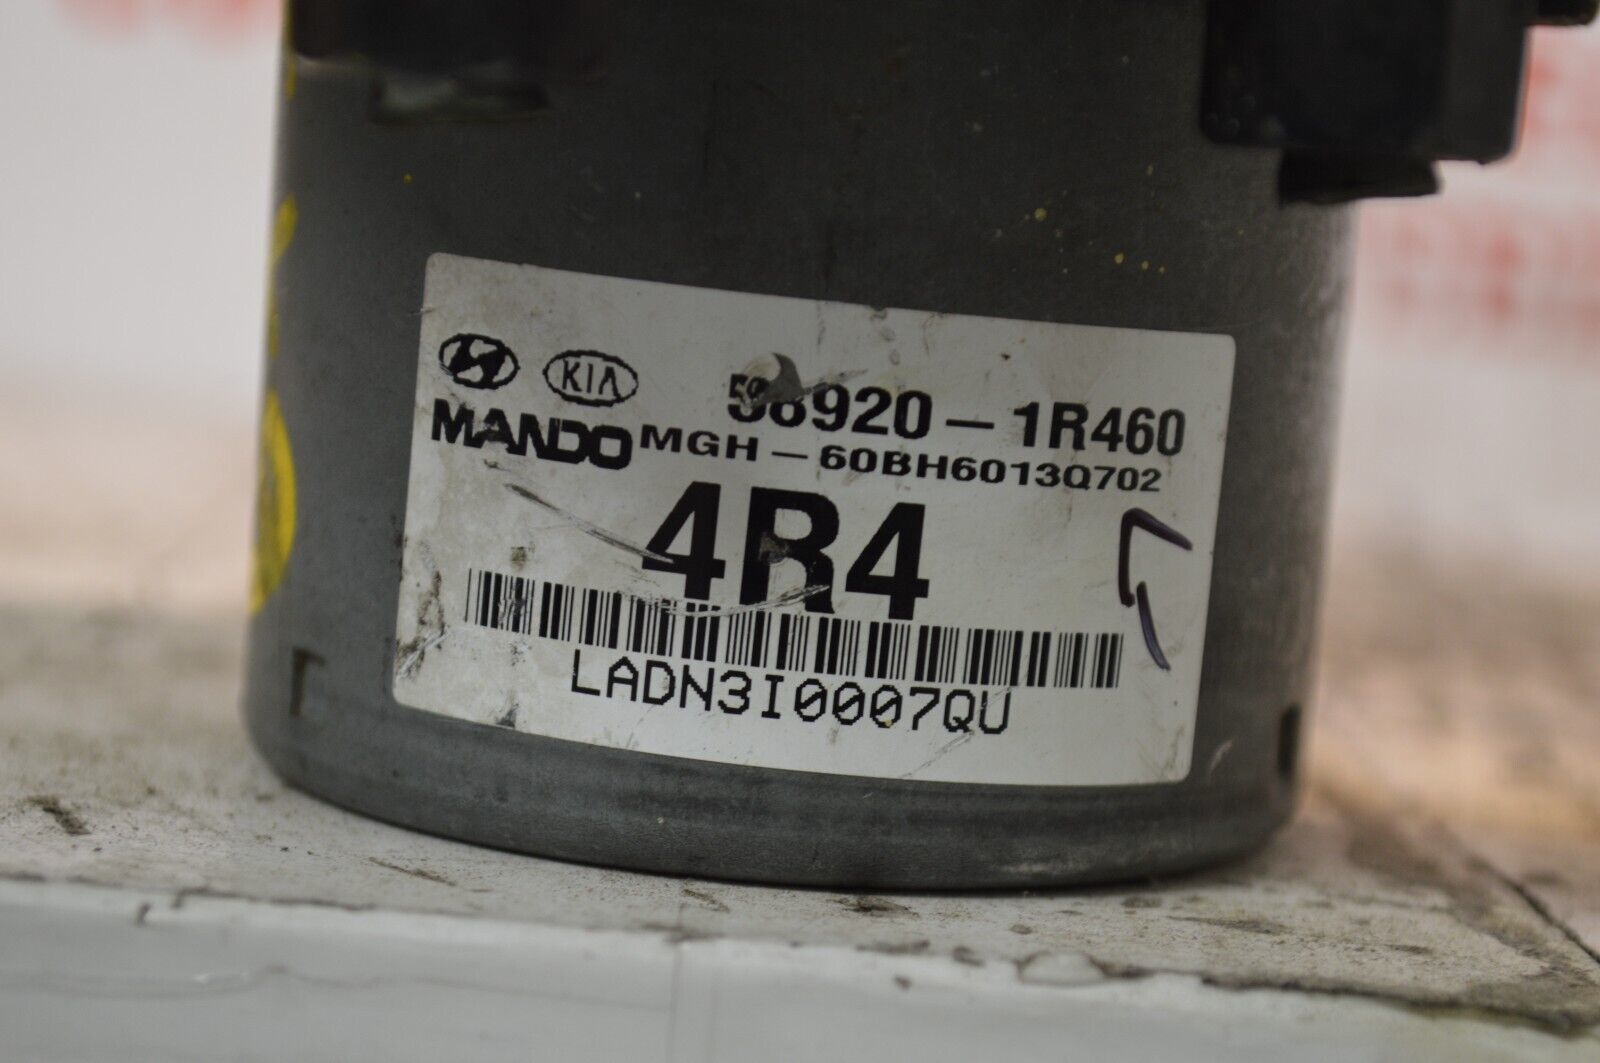 KIA 58920-1R460
MANDO MGH-60BH6013Q702
4R4
LADN3I0007QU